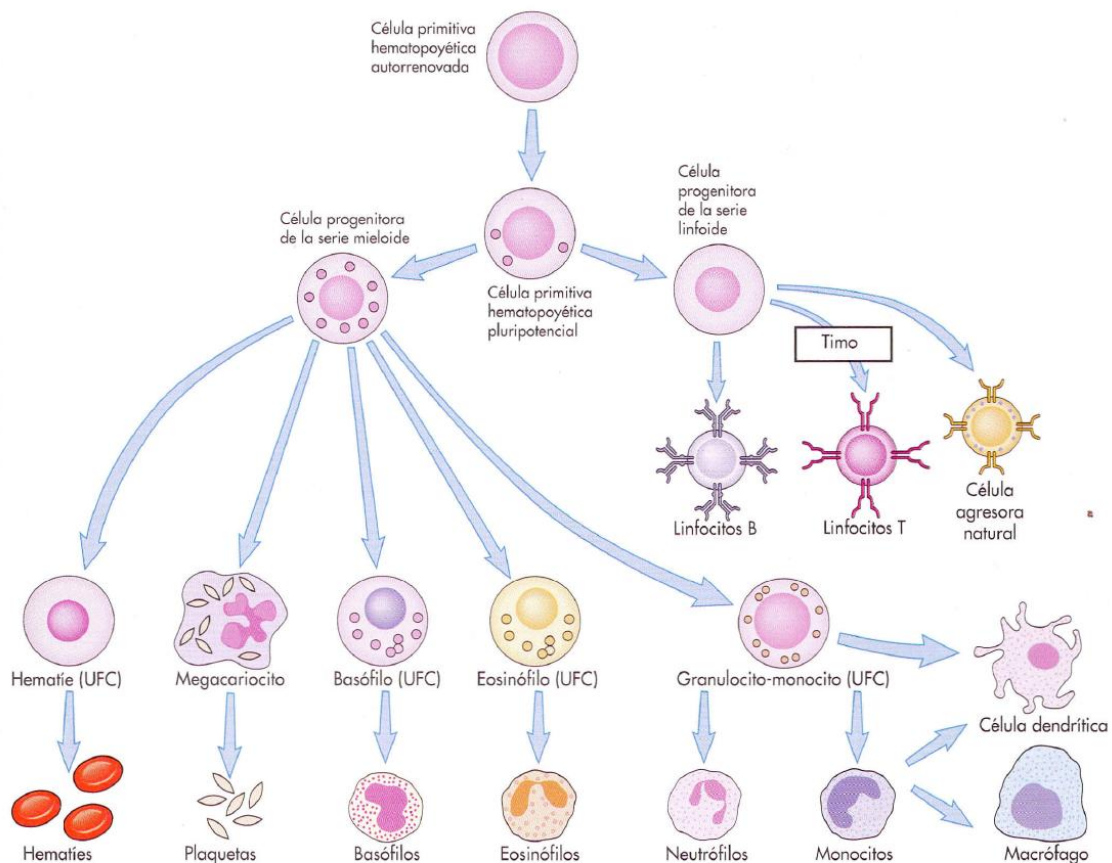 Célula primitiva
hematopoyética
autorrenovada
Célula
progenitora
de la serie
linfoide
Célula progenitora
de la serie mieloide
Célula primitiva
hematopoyética
pluripotencial
Timo
Linfocitos B
Linfocitos T
Célula
agresora
natural
Hematíe (UFC)
Megacariocito
Basófilo (UFC)
Eosinófilo (UFC)
Granulocito-monocito (UFC)
Célula dendrítica
Hematíes
Plaquetas
Basófilos
Eosinófilos
Neutrófilos
Monocitos
Macrófago